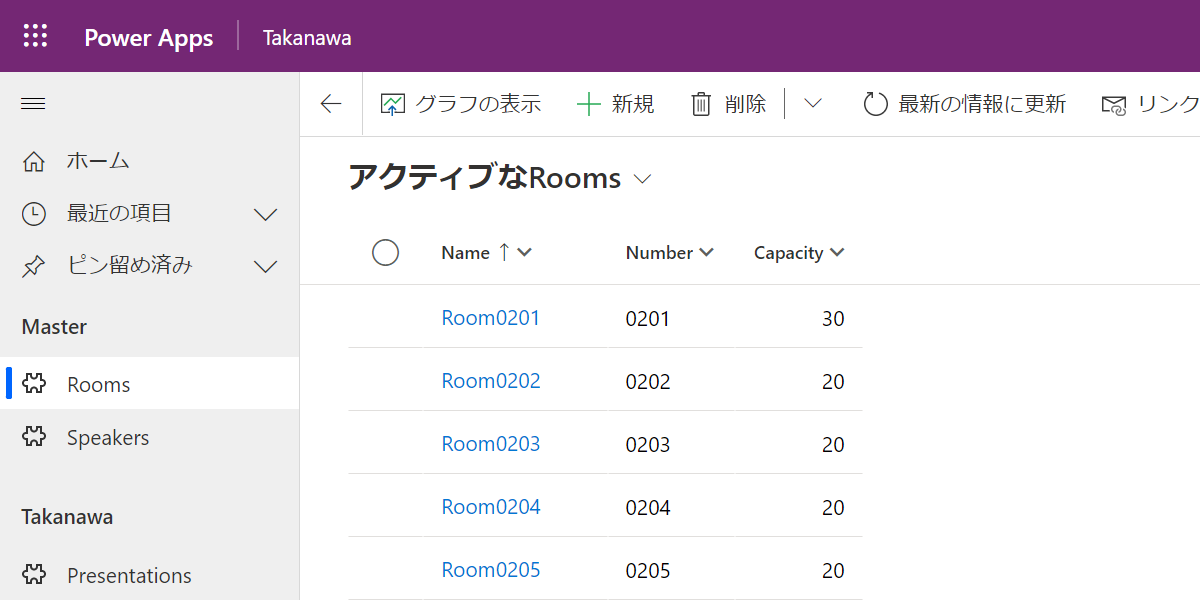 Power Apps Takanawa
グラフの表示 新規 削除 最新の情報に更新 リンク
ホーム
最近の項目
ピン留め済み
Master
Rooms
Speakers
Takanawa
Presentations
アクティブなRooms
Name ↑ Number Capacity
Room0201 0201 30
Room0202 0202 20
Room0203 0203 20
Room0204 0204 20
Room0205 0205 20